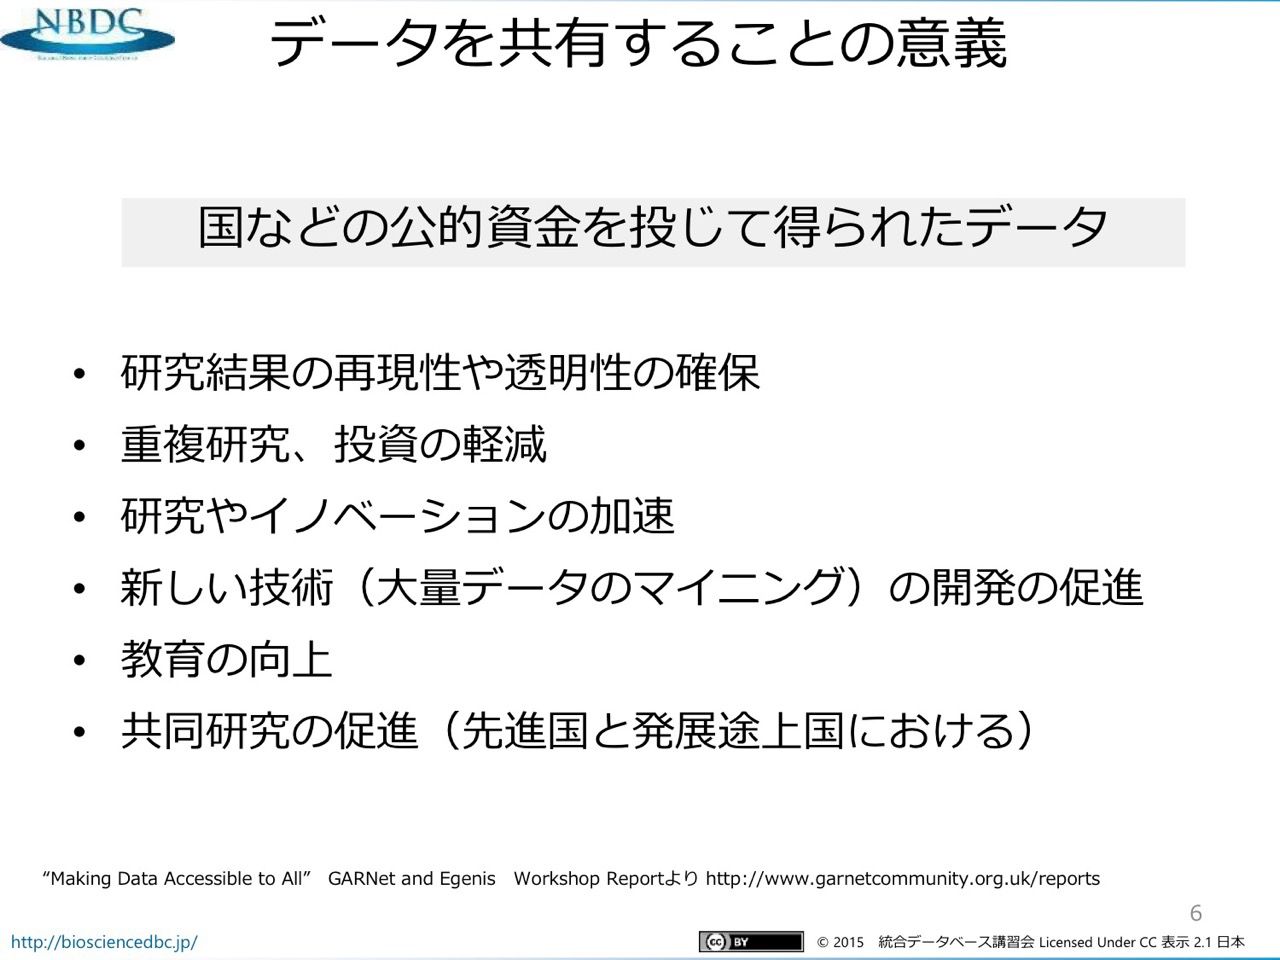 NBDC
データを共有することの意義
国などの公的資金を投じて得られたデータ
• 研究結果の再現性や透明性の確保
• 重複研究、投資の軽減
• 研究やイノベーションの加速
• 新しい技術（大量データのマイニング）の開発の促進
• 教育の向上
• 共同研究の促進（先進国と発展途上国における）
“Making Data Accessible to All” GARNet and Egenis Workshop Reportより http://www.garnetcommunity.org.uk/reports
6
http://biosciencedbc.jp/
cc BY © 2015 統合データベース講習会 Licensed Under CC 表示 2.1 日本